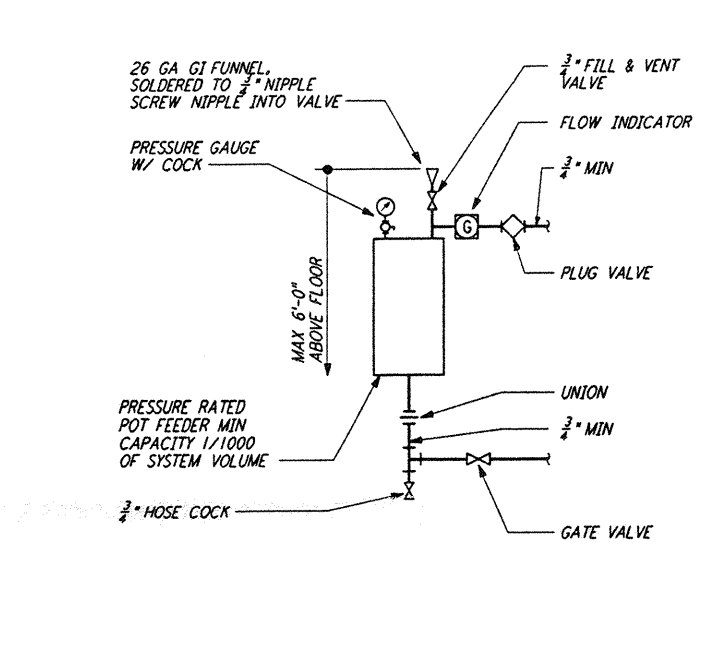 26 GA GI FUNNEL,
SOLDERED TO 3/4" NIPPLE
SCREW NIPPLE INTO VALVE
3/4" FILL & VENT
VALVE
FLOW INDICATOR
PRESSURE GAUGE
W/ COCK
3/4" MIN
G
PLUG VALVE
MAX 6'-0"
ABOVE FLOOR
UNION
PRESSURE RATED
POT FEEDER MIN
CAPACITY 1/1000
OF SYSTEM VOLUME
3/4" MIN
3/4" HOSE COCK
GATE VALVE